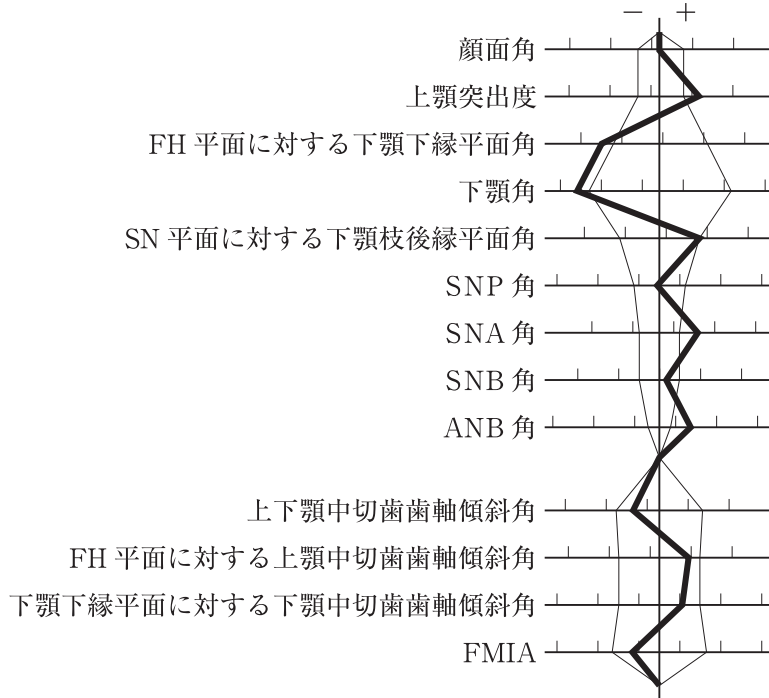 － ＋
顔面角
上顎突出度
FH 平面に対する下顎下縁平面角
下顎角
SN 平面に対する下顎枝後縁平面角
SNP 角
SNA 角
SNB 角
ANB 角
上下顎中切歯歯軸傾斜角
FH 平面に対する上顎中切歯歯軸傾斜角
下顎下縁平面に対する下顎中切歯歯軸傾斜角
FMIA